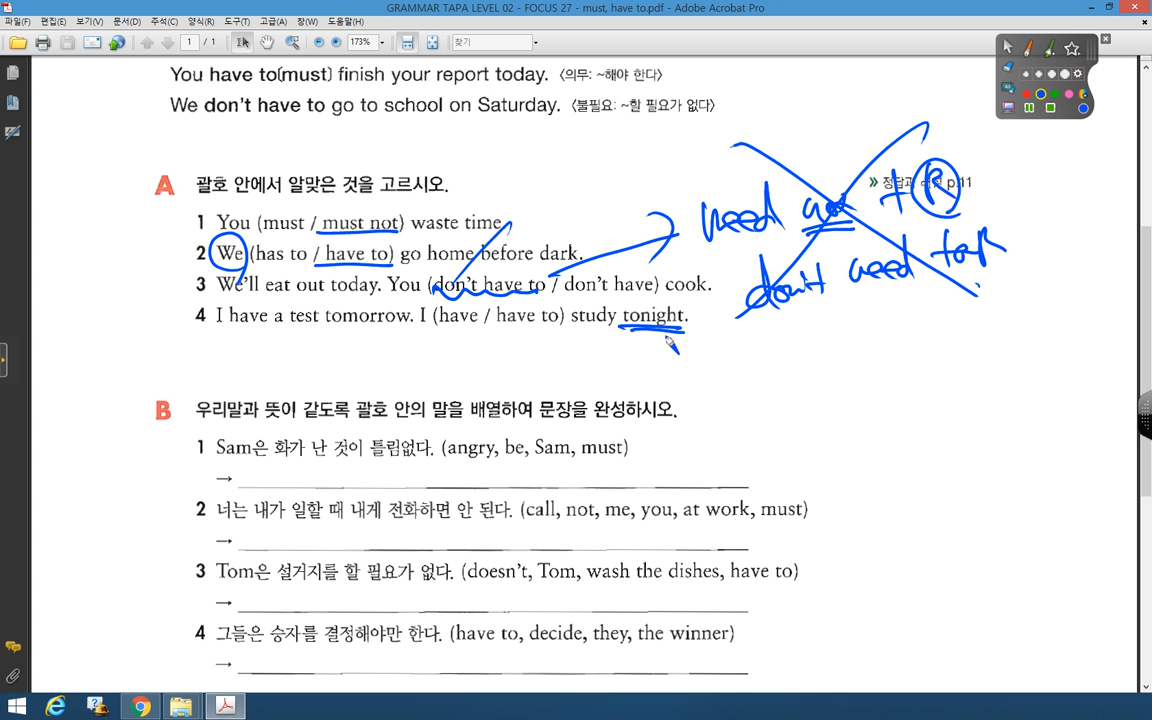 GRAMMAR TAPA LEVEL 02 - FOCUS 27 - must, have to.pdf - Adobe Acrobat Pro
파일(F) 편집(E) 보기(V) 문서(D) 주석(C) 양식(R) 도구(T) 고급(A) 창(W) 도움말(H)
1 / 1 173% 찾기
You have to[must] finish your report today. <의무: ~해야 한다>
We don't have to go to school on Saturday. <불필요: ~할 필요가 없다>
» 정답과 p.11
A 괄호 안에서 알맞은 것을 고르시오.
need not + R
don't need to R
1 You (must / must not) waste time.
2 We (has to / have to) go home before dark.
3 We'll eat out today. You (don't have to / don't have) cook.
4 I have a test tomorrow. I (have / have to) study tonight.
B 우리말과 뜻이 같도록 괄호 안의 말을 배열하여 문장을 완성하시오.
1 Sam은 화가 난 것이 틀림없다. (angry, be, Sam, must)
→
2 너는 내가 일할 때 내게 전화하면 안 된다. (call, not, me, you, at work, must)
→
3 Tom은 설거지를 할 필요가 없다. (doesn't, Tom, wash the dishes, have to)
→
4 그들은 승자를 결정해야만 한다. (have to, decide, they, the winner)
→